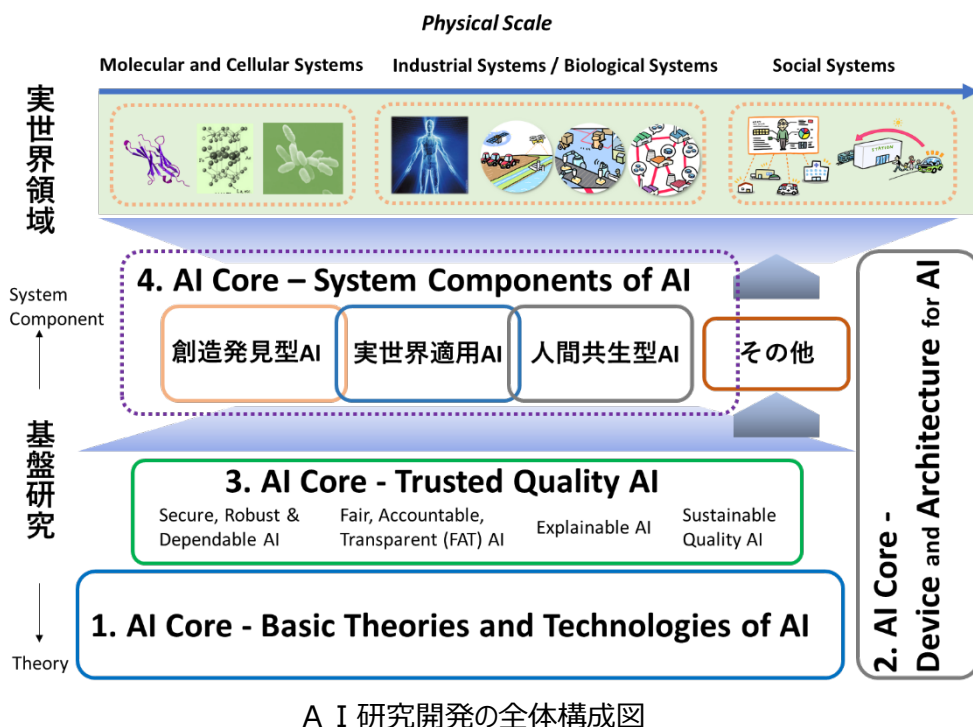 Physical Scale
Molecular and Cellular Systems
Industrial Systems / Biological Systems
Social Systems
実世界領域
STATION
4. AI Core – System Components of AI
System
Component
創造発見型AI
実世界適用AI
人間共生型AI
その他
基盤研究
3. AI Core - Trusted Quality AI
Secure, Robust &
Dependable AI
Fair, Accountable,
Transparent (FAT) AI
Explainable AI
Sustainable
Quality AI
1. AI Core - Basic Theories and Technologies of AI
Theory
2. AI Core -
Device and Architecture for AI
ＡＩ研究開発の全体構成図